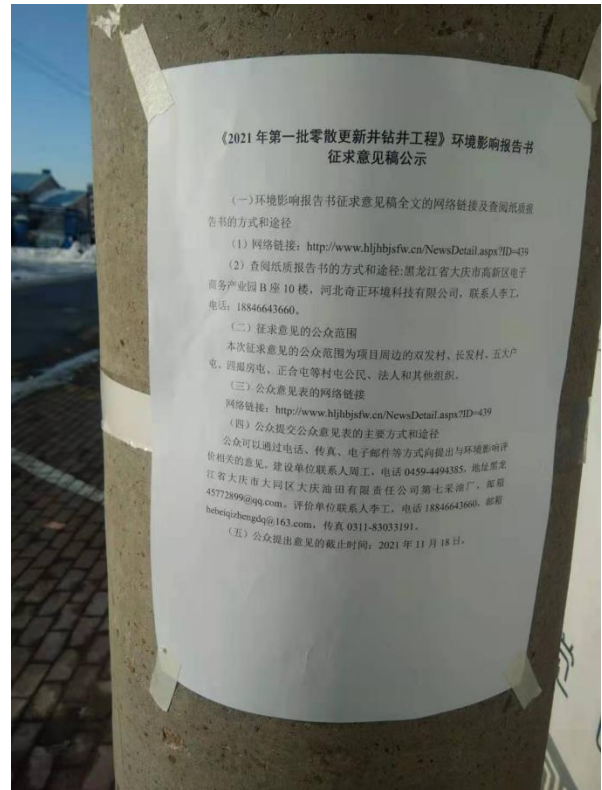 《2021 年第一批零散更新井钻井工程》环境影响报告书
征求意见稿公示
（一）环境影响报告书征求意见稿全文的网络链接及查阅纸质报
告书的方式和途径
（1）网络链接：http://www.hljhbjsfw.cn/NewsDetail.aspx?ID=439
（2）查阅纸质报告书的方式和途径:黑龙江省大庆市高新区电子
商务产业园 B 座 10 楼，河北奇正环境科技有限公司，联系人李工，
电话：18846643660。
（二）征求意见的公众范围
本次征求意见的公众范围为项目周边的双发村、长发村、五大户
屯、四撮房屯、正合屯等村屯公民、法人和其他组织。
（三）公众意见表的网络链接
网络链接：http://www.hljhbjsfw.cn/NewsDetail.aspx?ID=439
（四）公众提交公众意见表的主要方式和途径
公众可以通过电话、传真、电子邮件等方式向提出与环境影响评
价相关的意见。建设单位联系人周工，电话 0459-4494385，地址黑龙
江省大庆市大同区大庆油田有限责任公司第七采油厂，邮箱
45772899@qq.com。评价单位联系人李工，电话 18846643660，邮箱
hebeiqizhengdq@163.com，传真 0311-83033191。
（五）公众提出意见的截止时间：2021 年 11 月 18 日。